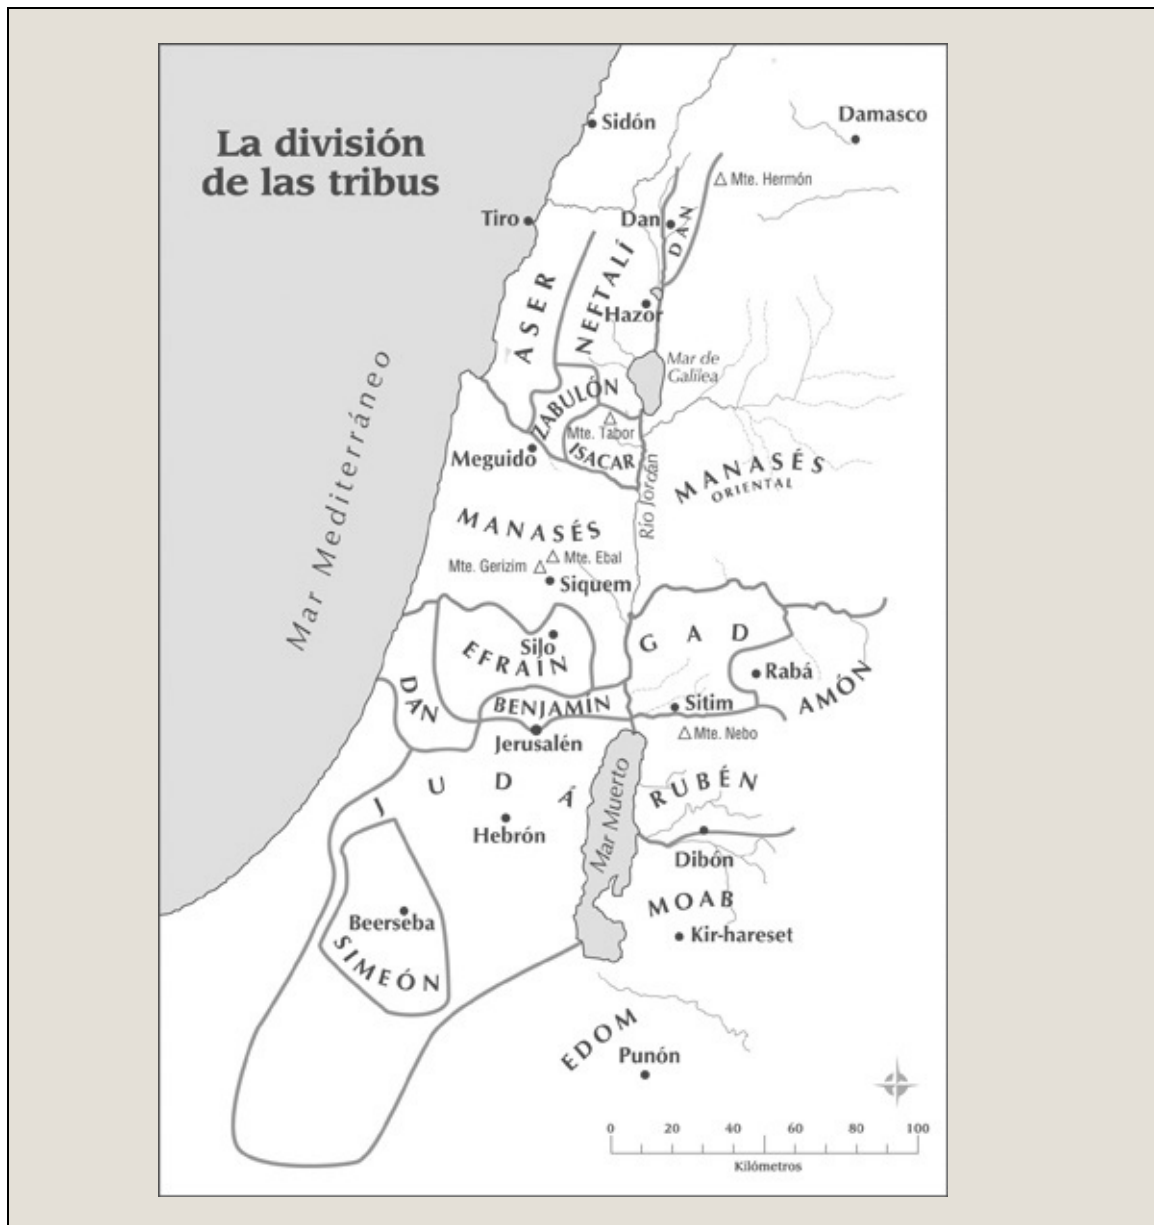 La división
de las tribus
Sidón
Damasco
Mte. Hermón
Tiro
Dan
DAN
ASER
NEFTALÍ
Hazor
Mar de
Galilea
Mar Mediterráneo
ZABULÓN
Mte. Tabor
ISACAR
Meguido
Río Jordán
MANASÉS
ORIENTAL
MANASÉS
Mte. Ebal
Mte. Gerizim
Siquem
GAD
Silo
EFRAÍN
Rabá
AMÓN
DAN
BENJAMÍN
Sitim
Jerusalén
Mte. Nebo
JUDÁ
RUBÉN
Hebrón
Mar Muerto
Dibón
MOAB
Beerseba
Kir-hareset
SIMEÓN
EDOM
Punón
0 20 40 60 80 100
Kilómetros